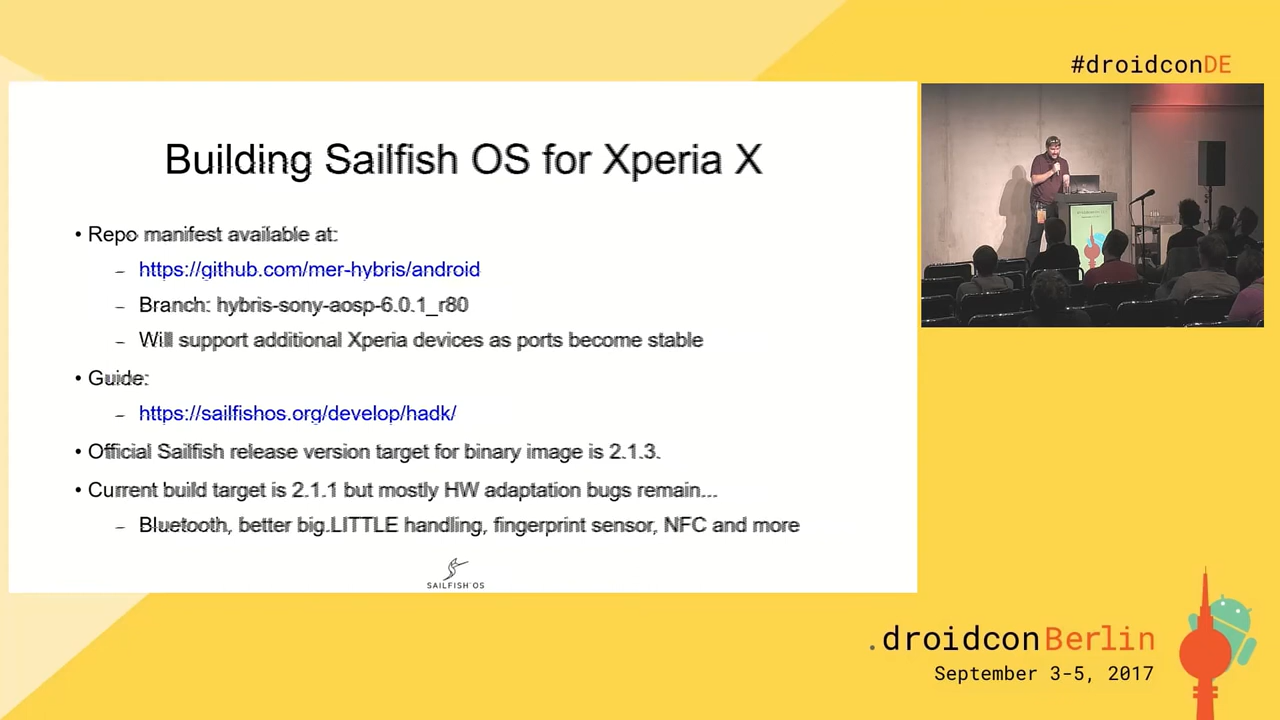 #droidconDE
Building Sailfish OS for Xperia X
• Repo manifest available at:
– https://github.com/mer-hybris/android
– Branch: hybris-sony-aosp-6.0.1_r80
– Will support additional Xperia devices as ports become stable
• Guide:
– https://sailfishos.org/develop/hadk/
• Official Sailfish release version target for binary image is 2.1.3.
• Current build target is 2.1.1 but mostly HW adaptation bugs remain...
– Bluetooth, better big.LITTLE handling, fingerprint sensor, NFC and more
SAILFISH OS
.droidconBerlin
September 3-5, 2017